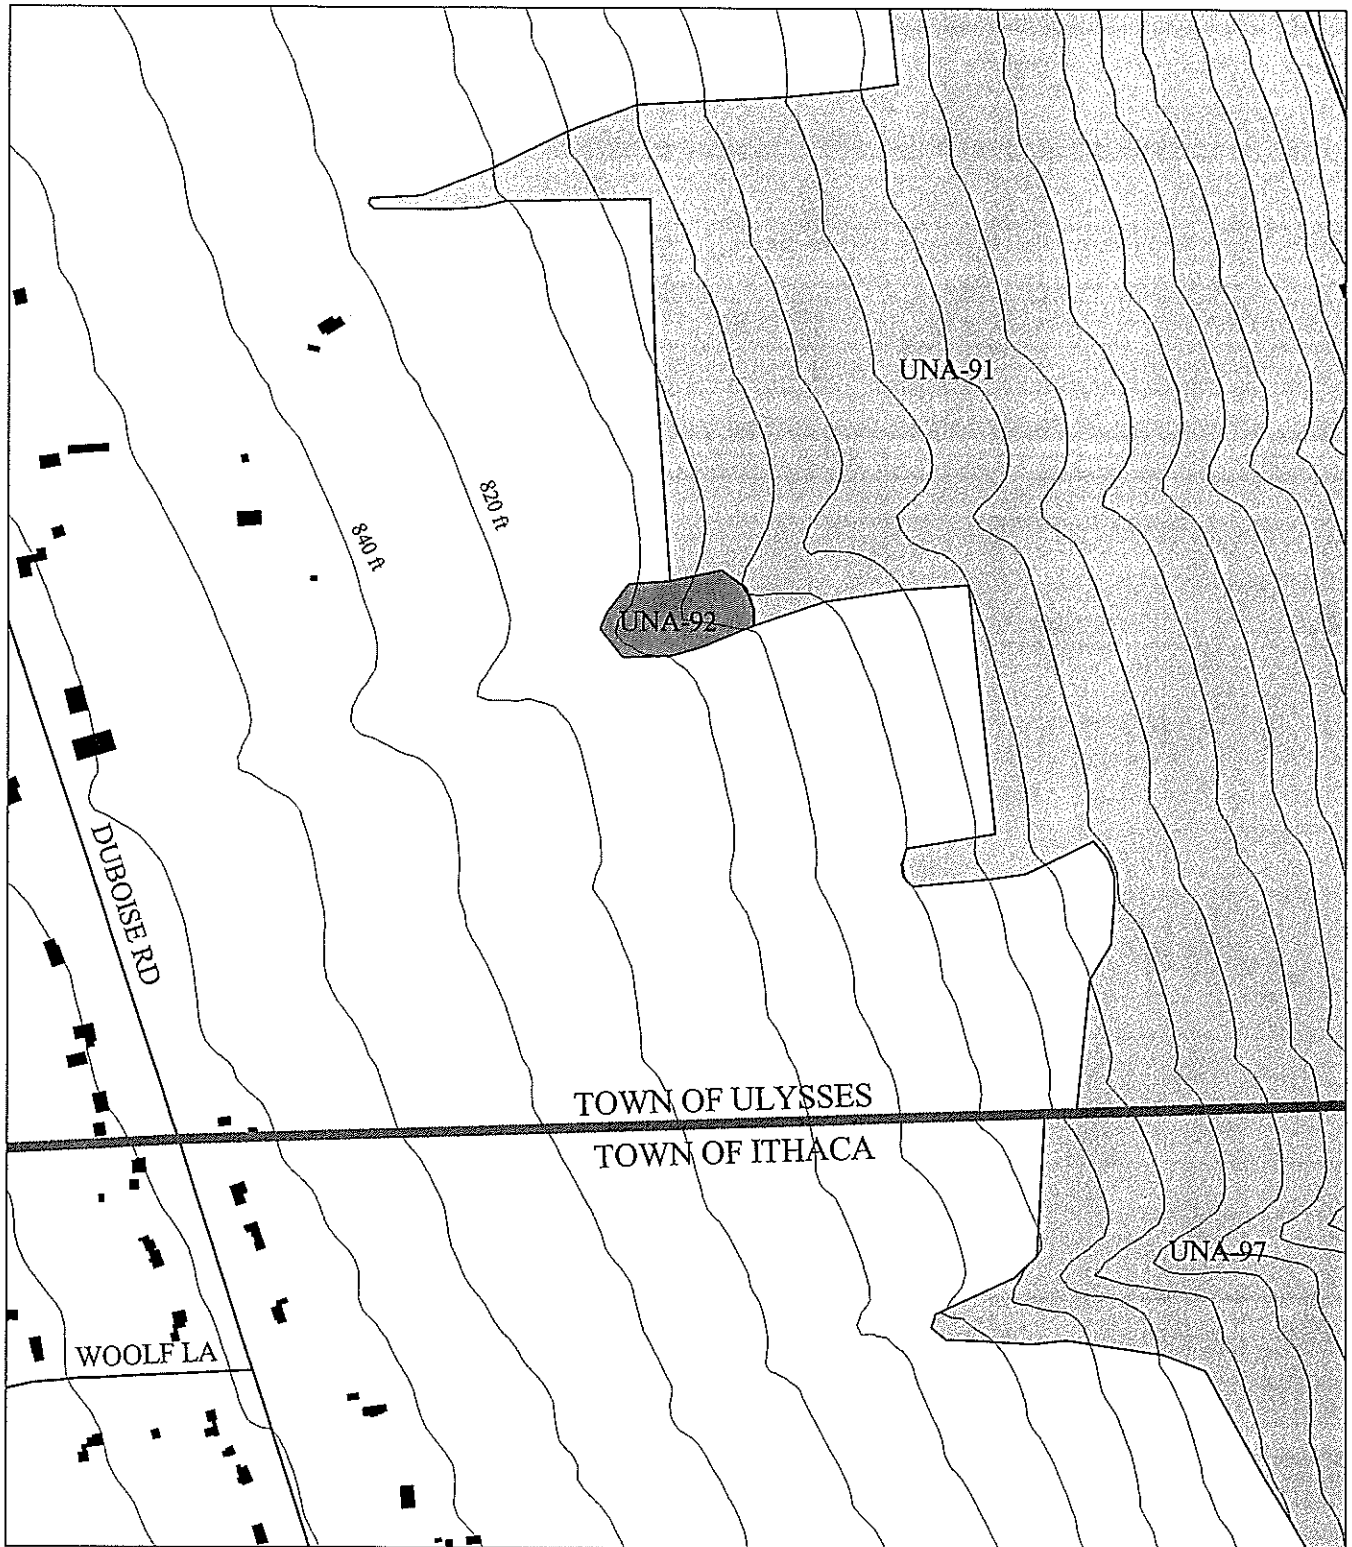 UNA-91
820 ft
840 ft
UNA-92
DUBOISE RD
TOWN OF ULYSSES
TOWN OF ITHACA
UNA-97
WOOLF LA